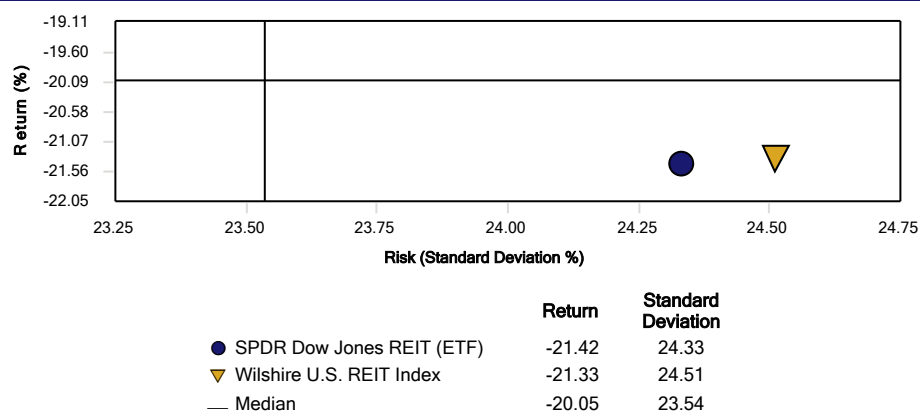 -19.11
-19.60
-20.09
-20.58
-21.07
-21.56
-22.05
Return (%)
23.25 23.50 23.75 24.00 24.25 24.50 24.75
Risk (Standard Deviation %)
Return Standard Deviation
SPDR Dow Jones REIT (ETF) -21.42 24.33
Wilshire U.S. REIT Index -21.33 24.51
Median -20.05 23.54